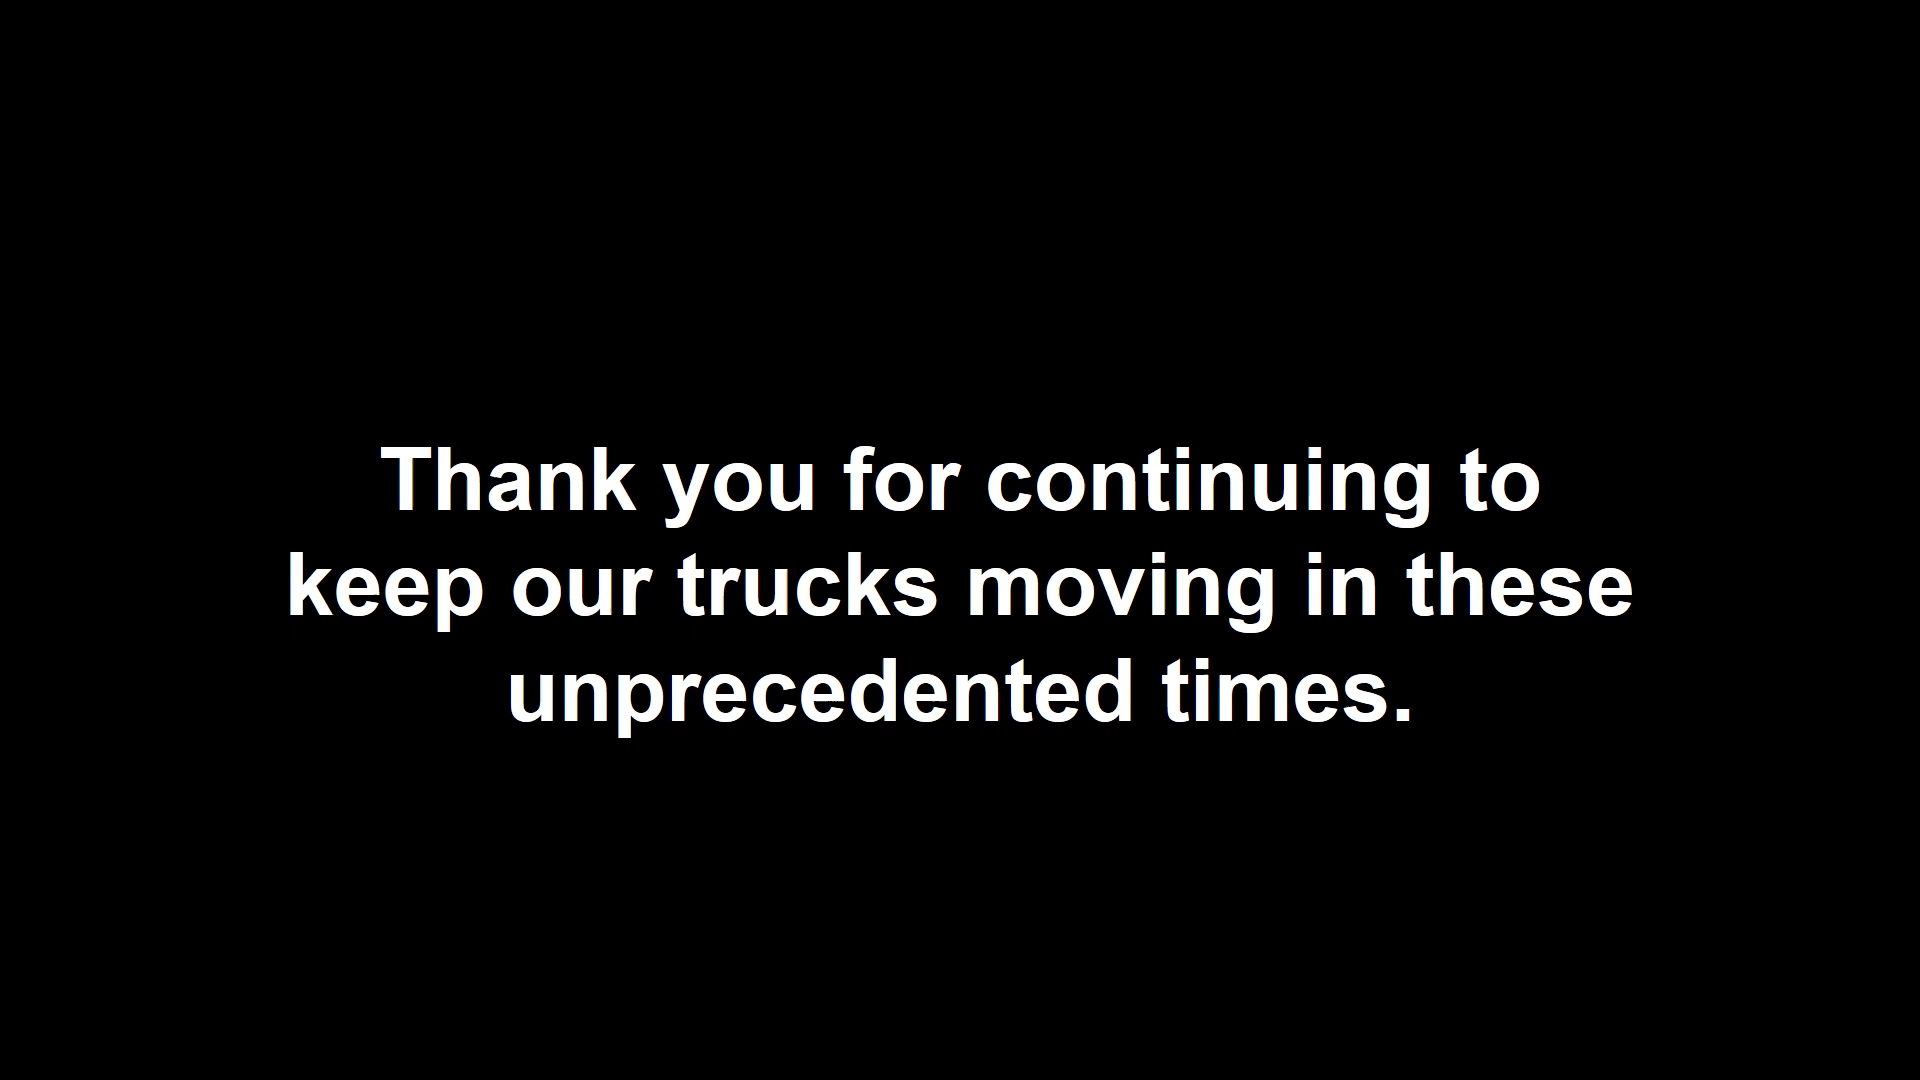 Thank you for continuing to
keep our trucks moving in these
unprecedented times.